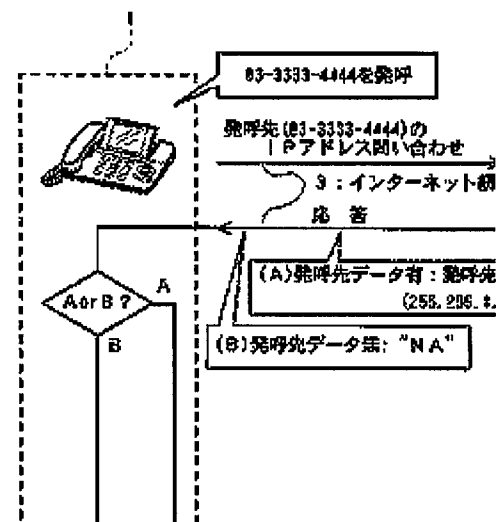 03-3333-4444を発呼
発呼先(03-3333-4444)の
IPアドレス問い合わせ
3:インターネット網
応 答
(A)発呼先データ有:発呼先
A or B ?
A
B
(B)発呼先データ無: "NA"